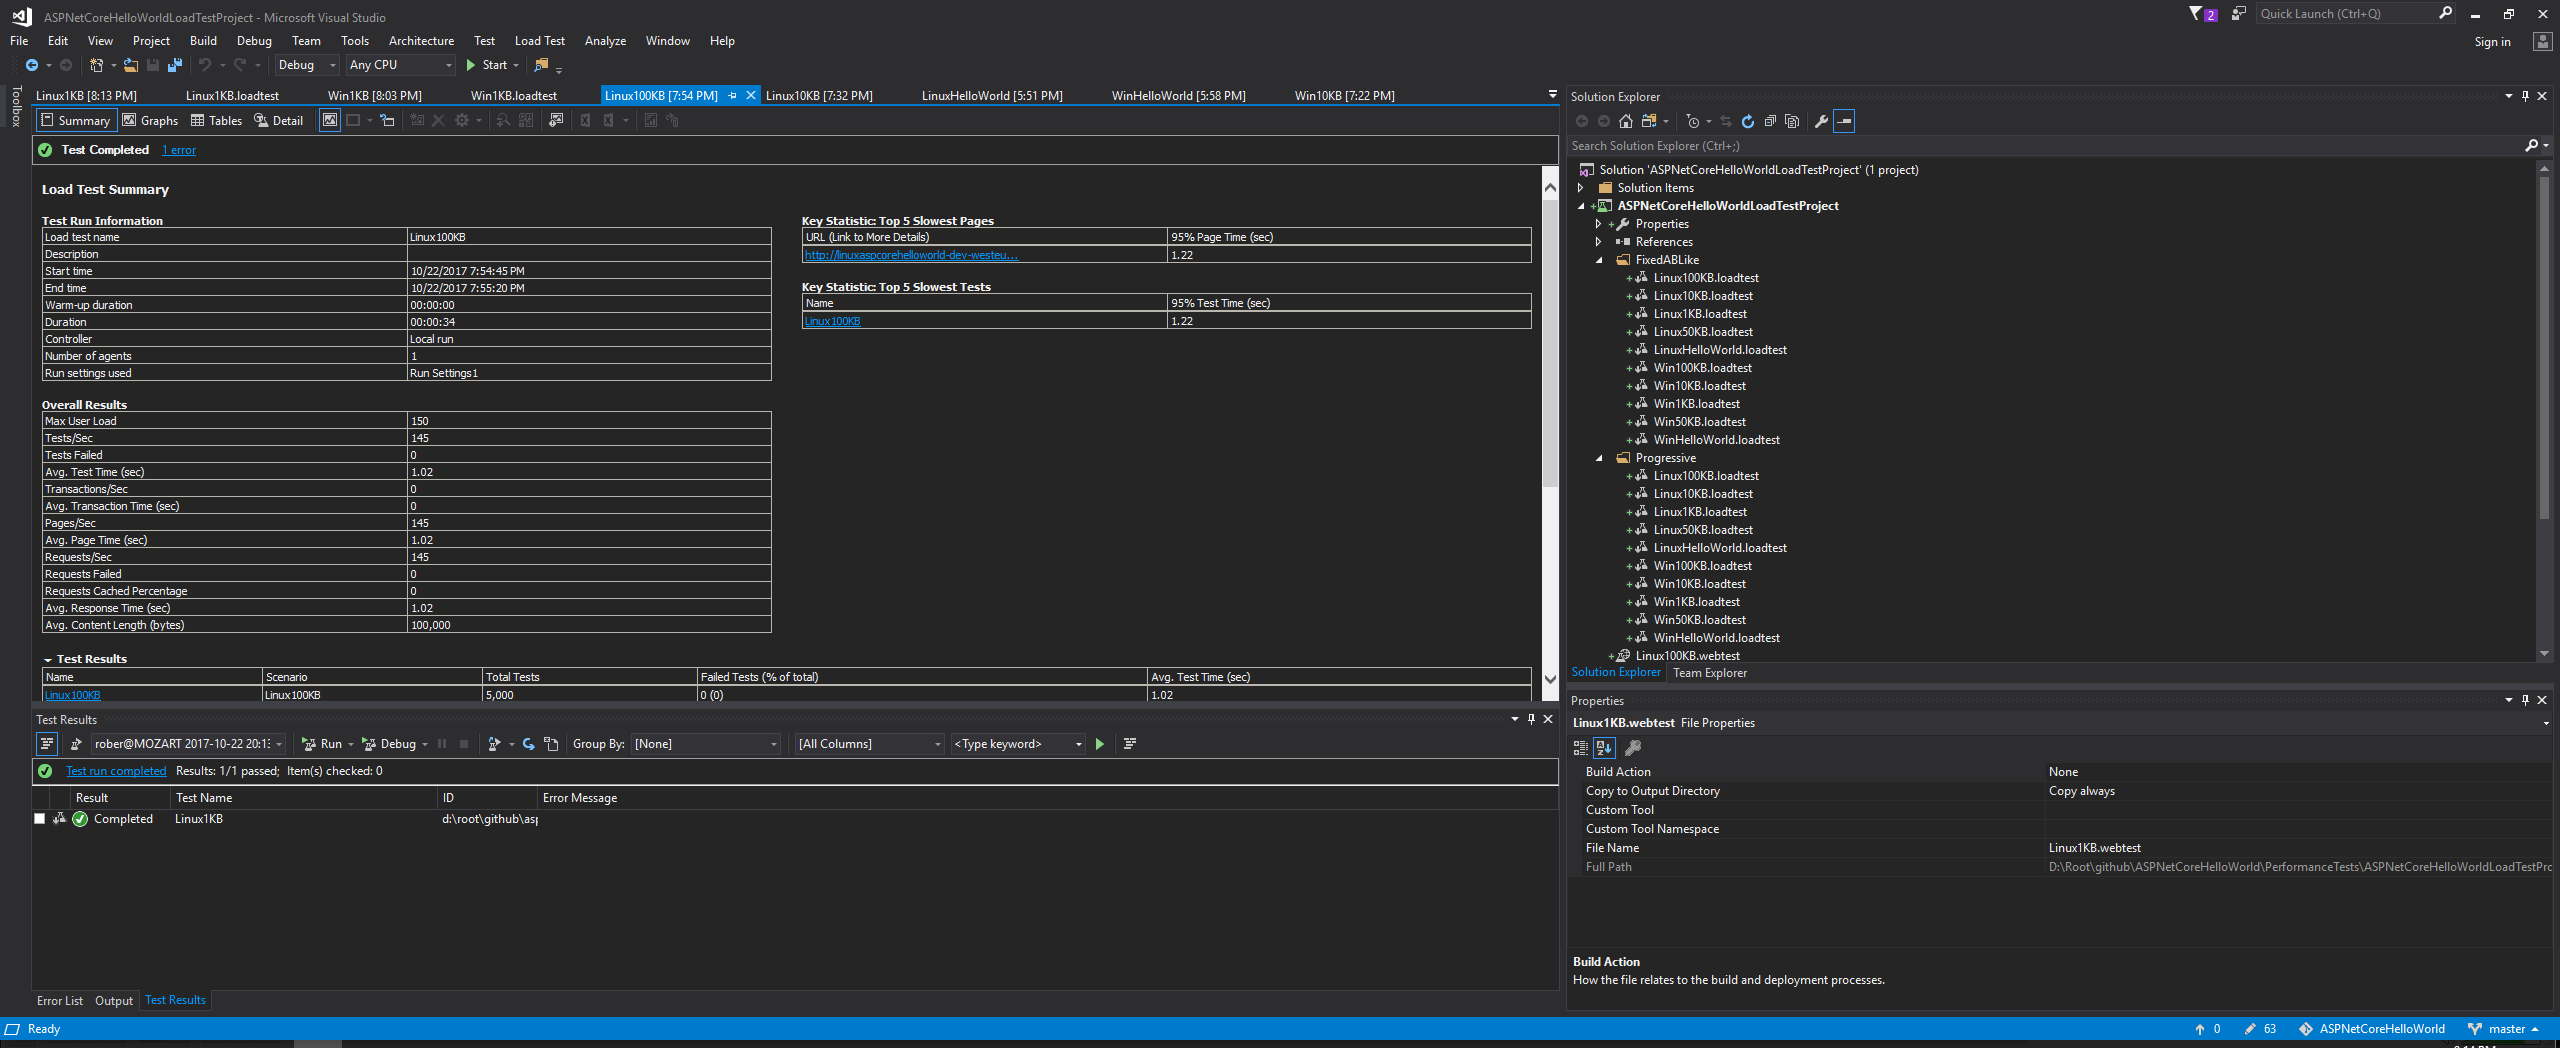 ASPNetCoreHelloWorldLoadTestProject - Microsoft Visual Studio
2
Quick Launch (Ctrl+Q)
File Edit View Project Build Debug Team Tools Architecture Test Load Test Analyze Window Help
Sign in
Debug Any CPU Start
Toolbox
Linux1KB [8:13 PM] Linux1KB.loadtest Win1KB [8:03 PM] Win1KB.loadtest Linux100KB [7:54 PM] Linux10KB [7:32 PM] LinuxHelloWorld [5:51 PM] WinHelloWorld [5:58 PM] Win10KB [7:22 PM]
Summary Graphs Tables Detail
Test Completed 1 error
Load Test Summary
Test Run Information
Load test name Linux100KB
Description
Start time 10/22/2017 7:54:45 PM
End time 10/22/2017 7:55:20 PM
Warm-up duration 00:00:00
Duration 00:00:34
Controller Local run
Number of agents 1
Run settings used Run Settings1
Key Statistic: Top 5 Slowest Pages
URL (Link to More Details) 95% Page Time (sec)
http://linuxaspcorehelloworld-dev-westeu... 1.22
Key Statistic: Top 5 Slowest Tests
Name 95% Test Time (sec)
Linux100KB 1.22
Overall Results
Max User Load 150
Tests/Sec 145
Tests Failed 0
Avg. Test Time (sec) 1.02
Transactions/Sec 0
Avg. Transaction Time (sec) 0
Pages/Sec 145
Avg. Page Time (sec) 1.02
Requests/Sec 145
Requests Failed 0
Requests Cached Percentage 0
Avg. Response Time (sec) 1.02
Avg. Content Length (bytes) 100,000
Test Results
Name Scenario Total Tests Failed Tests (% of total) Avg. Test Time (sec)
Linux100KB Linux100KB 5,000 0 (0) 1.02
Test Results
rober@MOZART 2017-10-22 20:1 Run Debug Group By: [None] [All Columns] <Type keyword>
Test run completed Results: 1/1 passed; Item(s) checked: 0
Result Test Name ID Error Message
Completed Linux1KB d:\root\github\asp
Error List Output Test Results
Solution Explorer
Search Solution Explorer (Ctrl+;)
Solution 'ASPNetCoreHelloWorldLoadTestProject' (1 project)
Solution Items
ASPNetCoreHelloWorldLoadTestProject
Properties
References
FixedABLike
Linux100KB.loadtest
Linux10KB.loadtest
Linux1KB.loadtest
Linux50KB.loadtest
LinuxHelloWorld.loadtest
Win100KB.loadtest
Win10KB.loadtest
Win1KB.loadtest
Win50KB.loadtest
WinHelloWorld.loadtest
Progressive
Linux100KB.loadtest
Linux10KB.loadtest
Linux1KB.loadtest
Linux50KB.loadtest
LinuxHelloWorld.loadtest
Win100KB.loadtest
Win10KB.loadtest
Win1KB.loadtest
Win50KB.loadtest
WinHelloWorld.loadtest
Linux100KB.webtest
Solution Explorer Team Explorer
Properties
Linux1KB.webtest File Properties
Build Action None
Copy to Output Directory Copy always
Custom Tool
Custom Tool Namespace
File Name Linux1KB.webtest
Full Path D:\Root\github\ASPNetCoreHelloWorld\PerformanceTests\ASPNetCoreHelloWorldLoadTestPro
Build Action
How the file relates to the build and deployment processes.
Ready 0 63 ASPNetCoreHelloWorld master